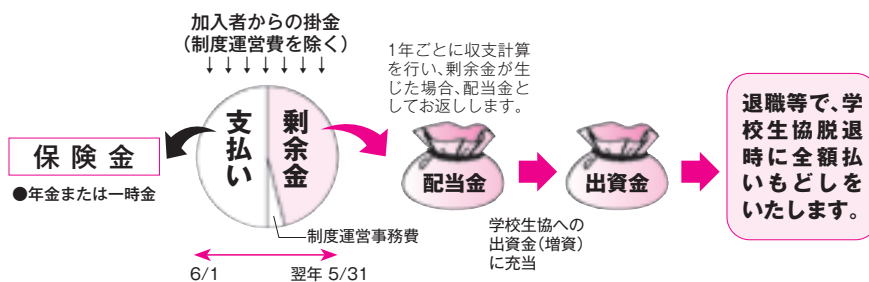 加入者からの掛金
（制度運営費を除く）
↓ ↓ ↓ ↓ ↓ ↓ ↓
1年ごとに収支計算
を行い、剰余金が生
じた場合、配当金と
してお返しします。
支払い
剰余金
保険金
●年金または一時金
制度運営事務費
6/1
翌年 5/31
配当金
学校生協への
出資金（増資）
に充当
出資金
退職等で、学
校生協脱退
時に全額払
いもどしを
いたします。